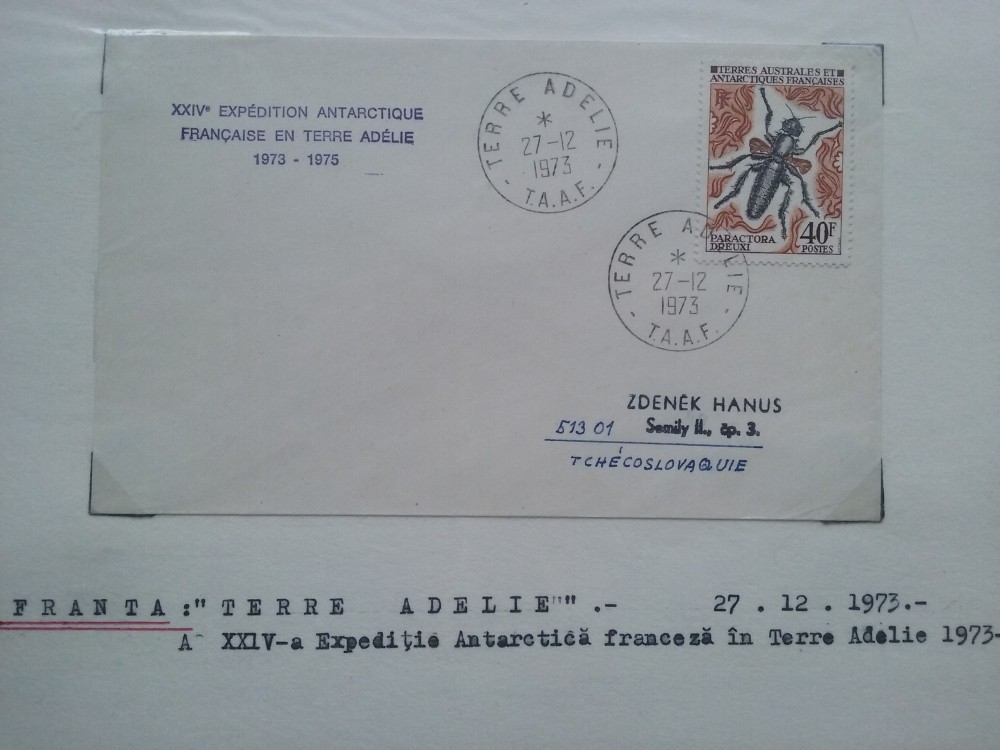 XXIVe EXPÉDITION ANTARCTIQUE
FRANÇAISE EN TERRE ADÉLIE
1973 - 1975
TERRE ADELIE
*
27-12
1973
- T.A.A.F. -
TERRES AUSTRALES ET
ANTARCTIQUES FRANÇAISES
RF
PARACTORA
DREUXI
40F
POSTES
TERRE ADELIE
*
27-12
1973
- T.A.A.F. -
ZDENĚK HANUS
513 01 Semily II., čp. 3.
TCHÉCOSLOVAQUIE
FRANTA :"TERRE ADELIE"" .- 27 . 12 . 1973.-
A XXIV-a Expediţie Antarctică franceză în Terre Adelie 1973-